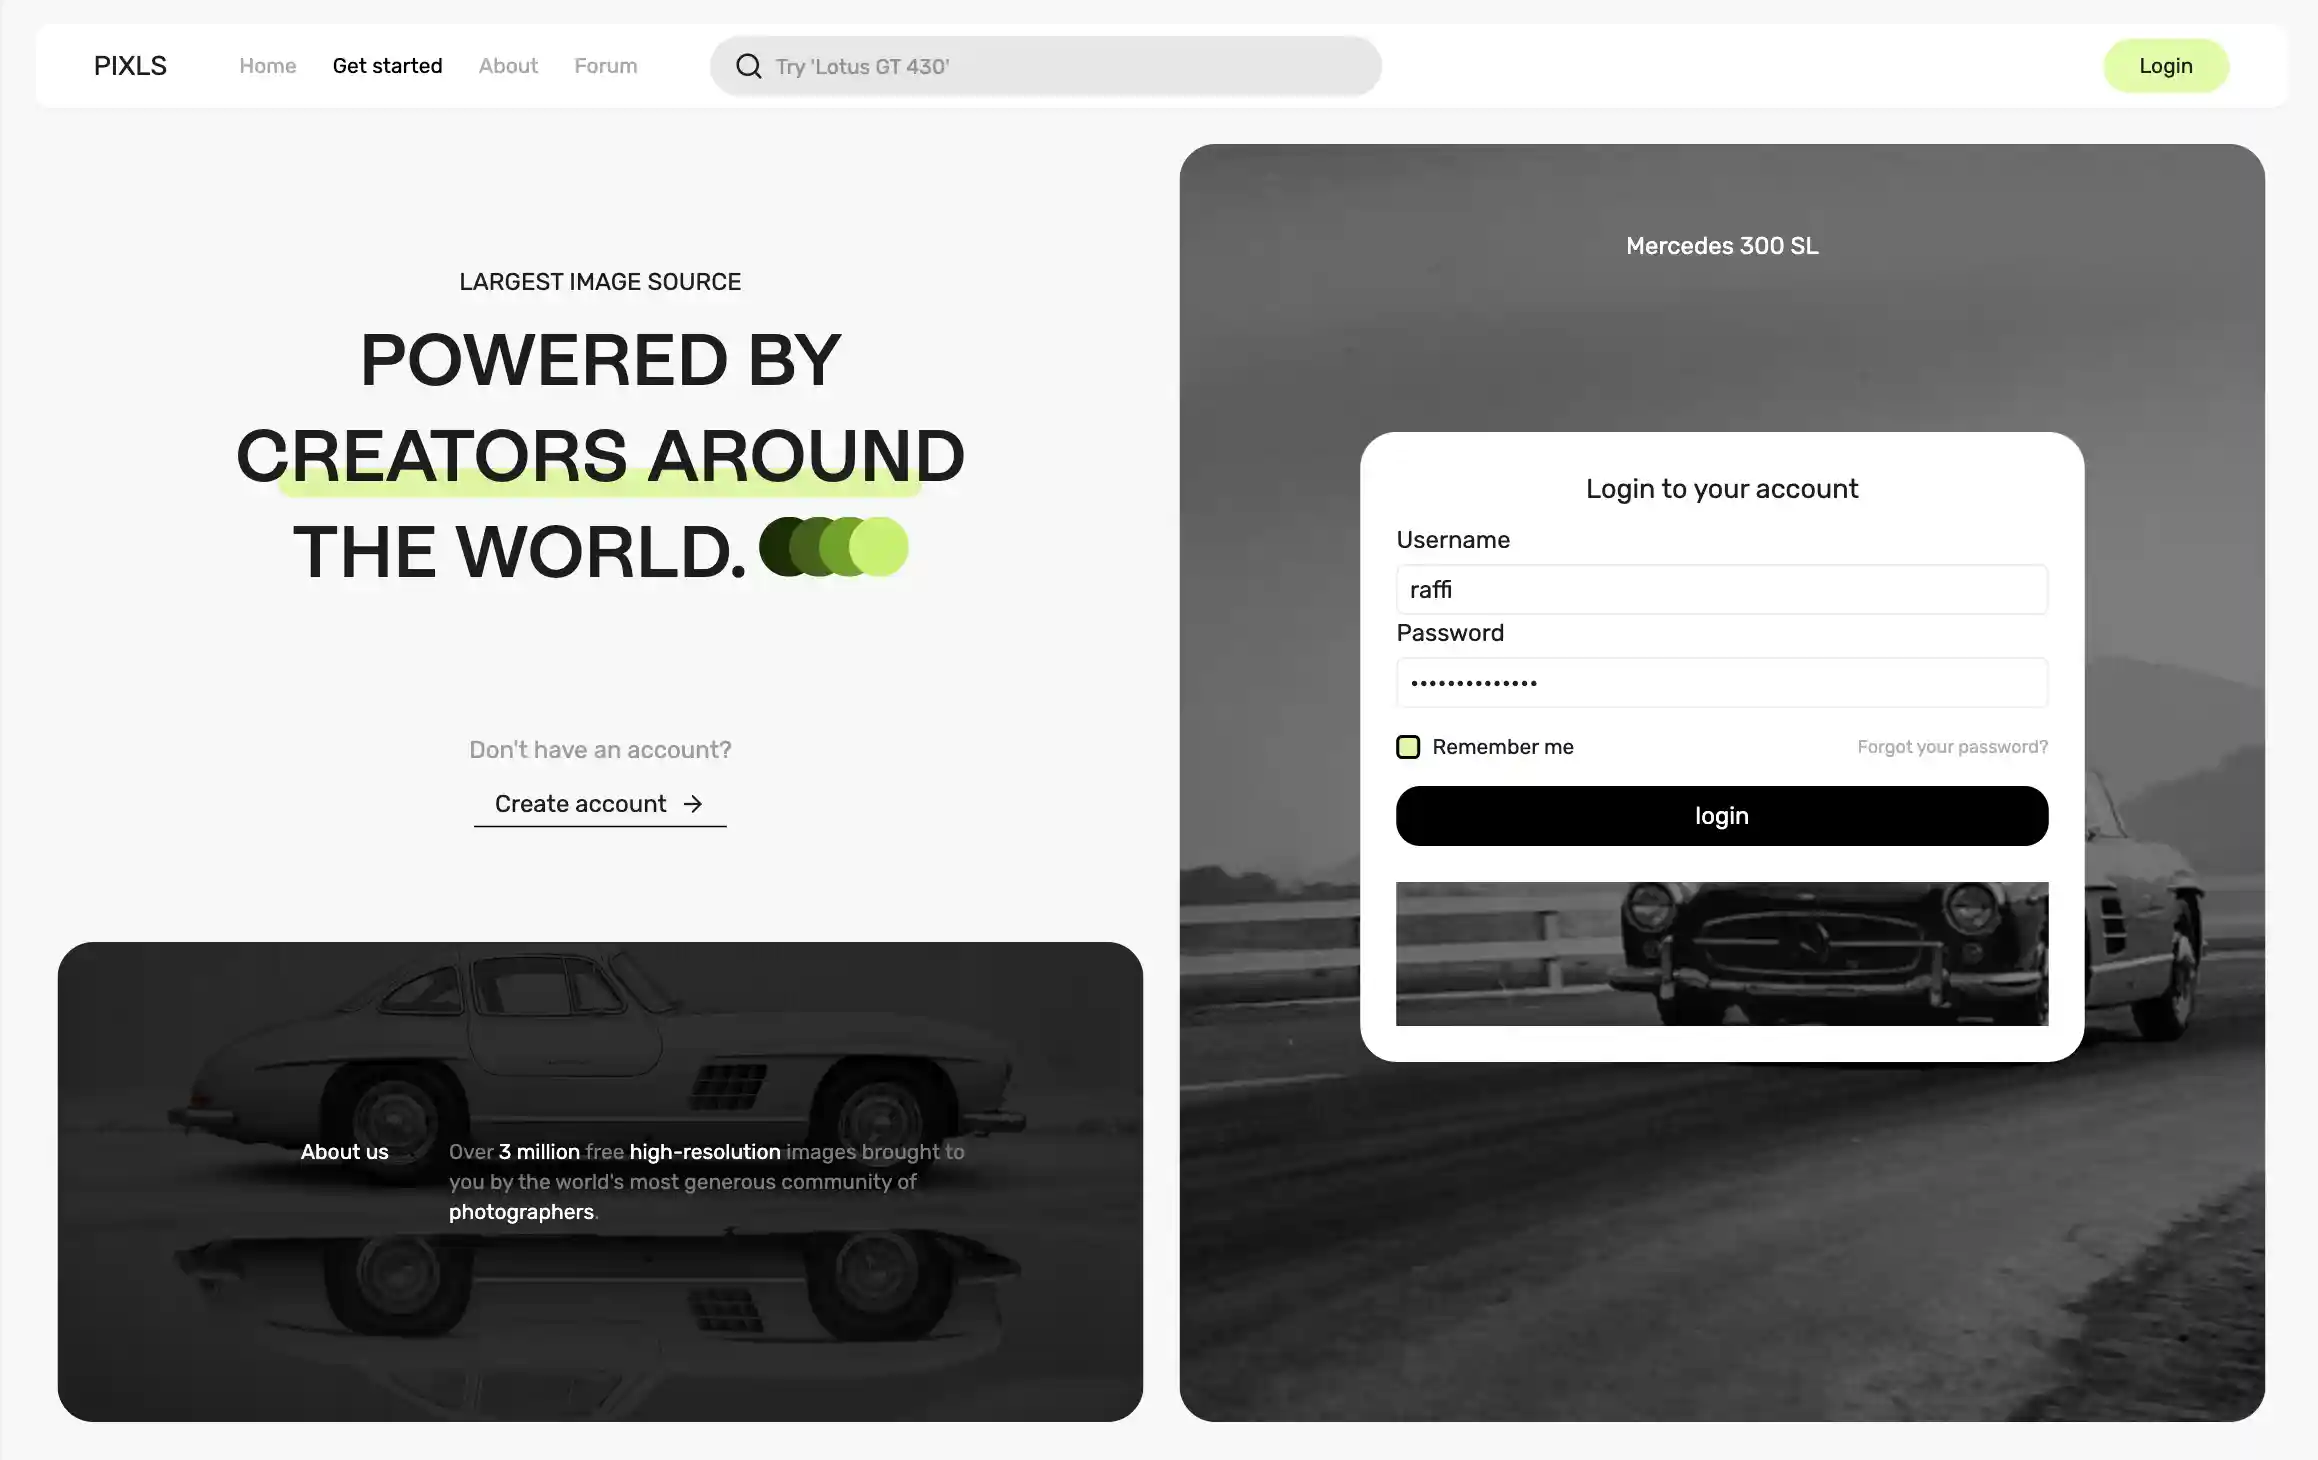 PIXLS
Home
Get started
About
Forum
Try 'Lotus GT 430'
Login
LARGEST IMAGE SOURCE
POWERED BY
CREATORS AROUND
THE WORLD.
Don't have an account?
Create account →
About us
Over 3 million free high-resolution images brought to
you by the world's most generous community of
photographers.
Mercedes 300 SL
Login to your account
Username
raffi
Password
••••••••••••••
Remember me
Forgot your password?
login